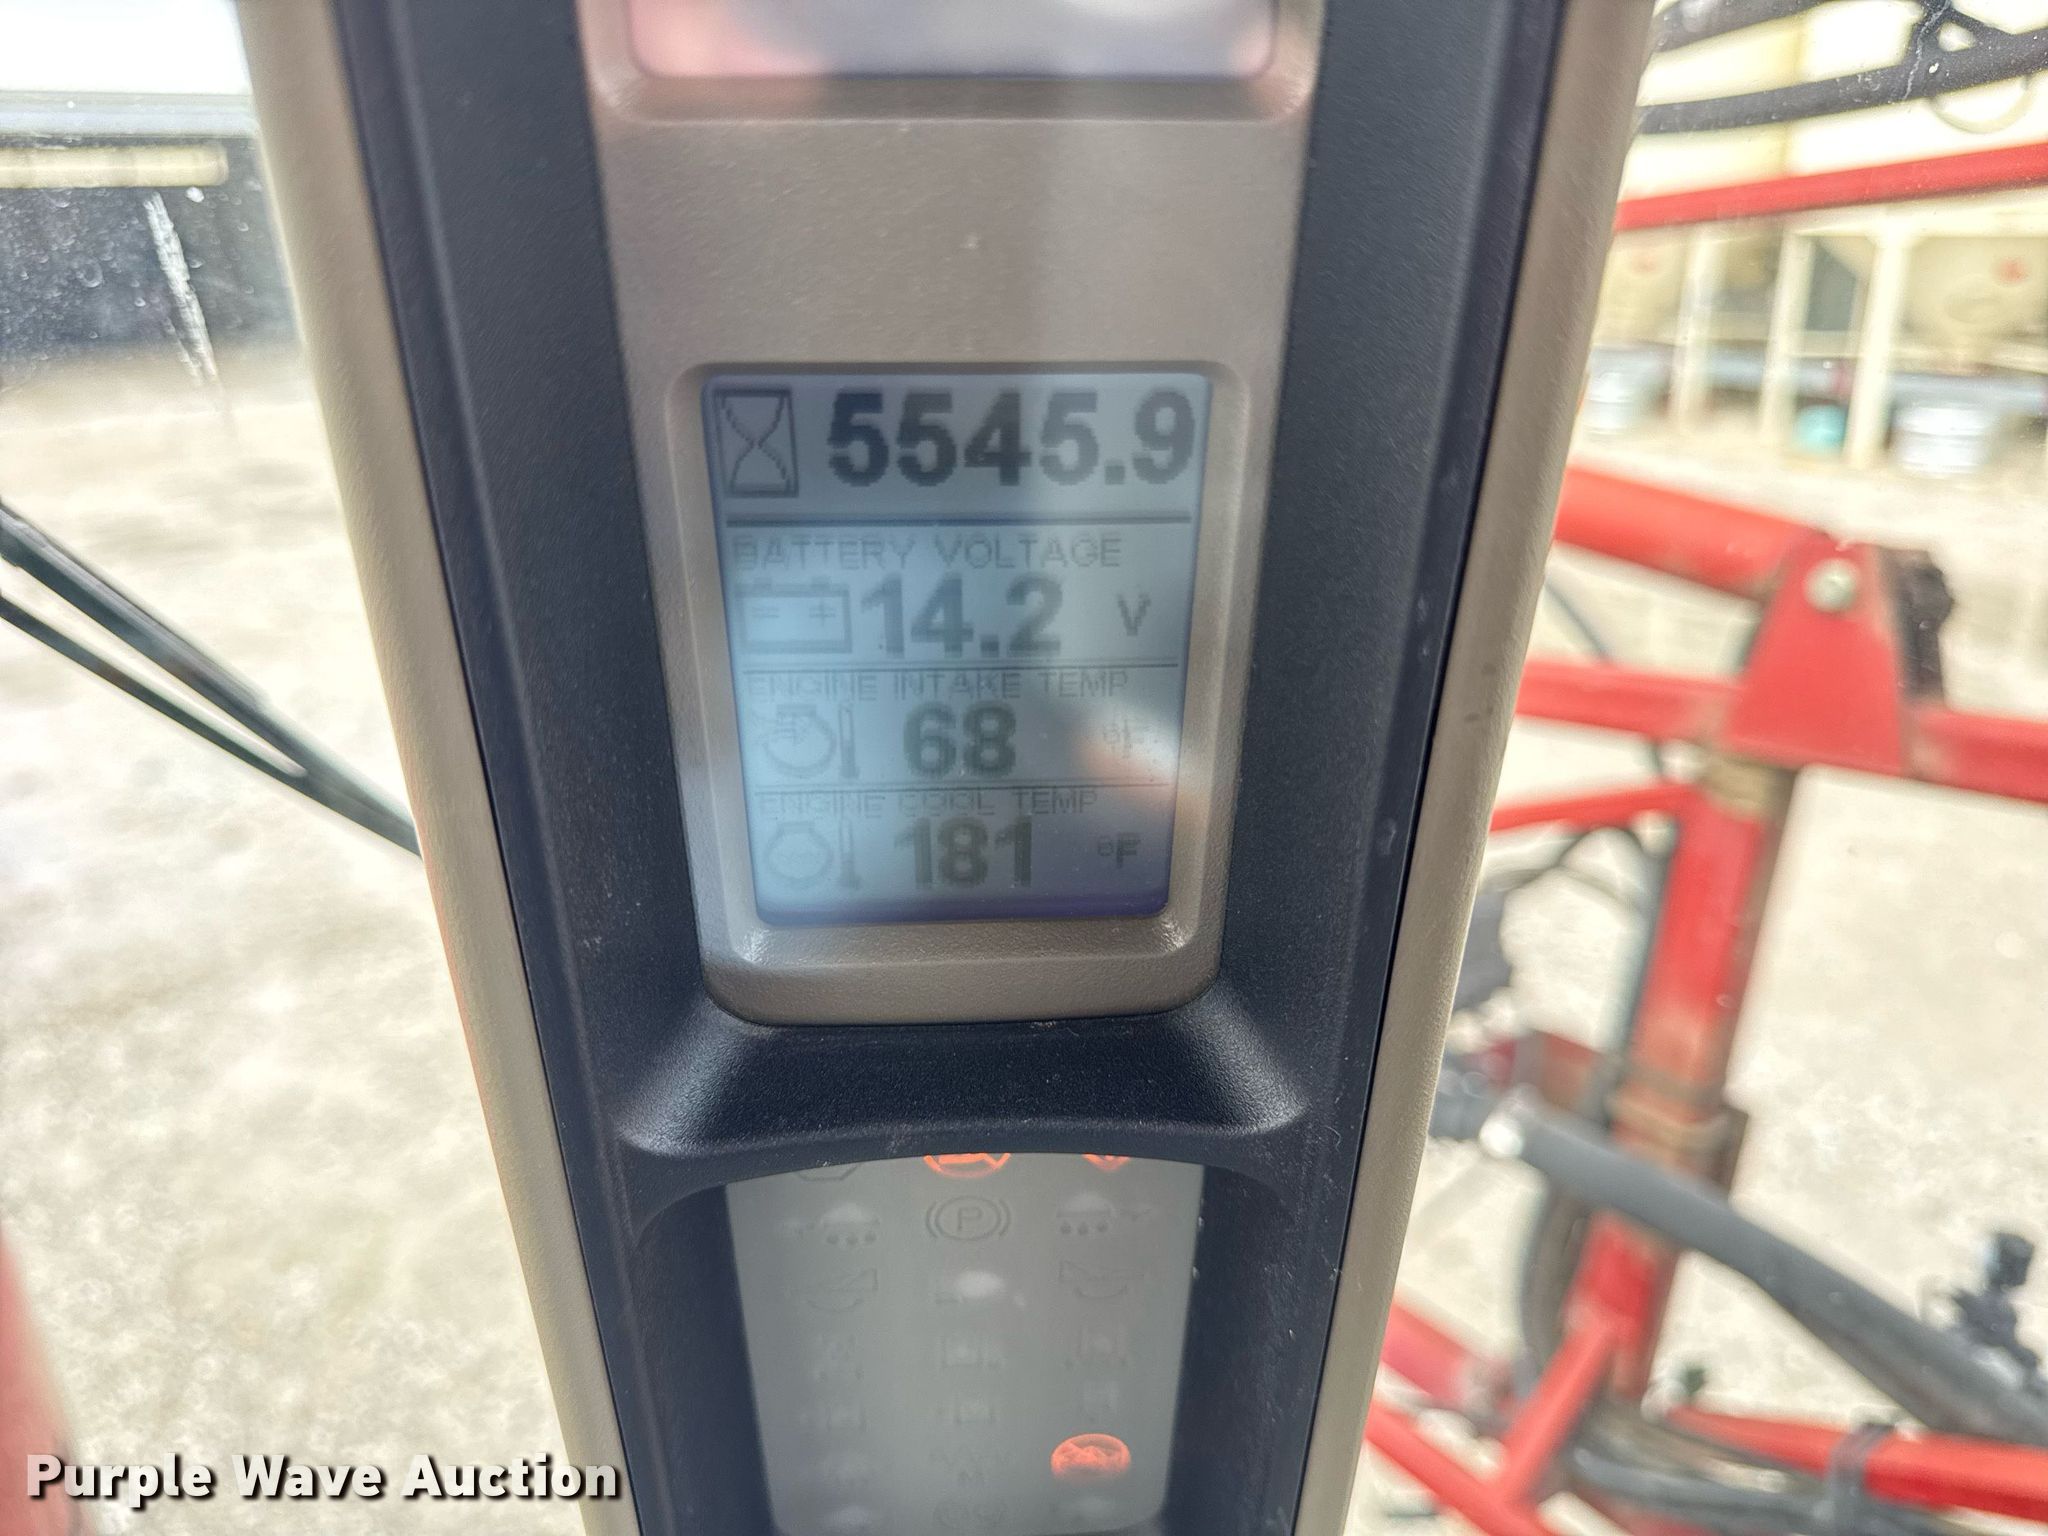 5545.9
BATTERY VOLTAGE
14.2 V
ENGINE INTAKE TEMP
68 °F
ENGINE COOL TEMP
181 °F
P
Purple Wave Auction